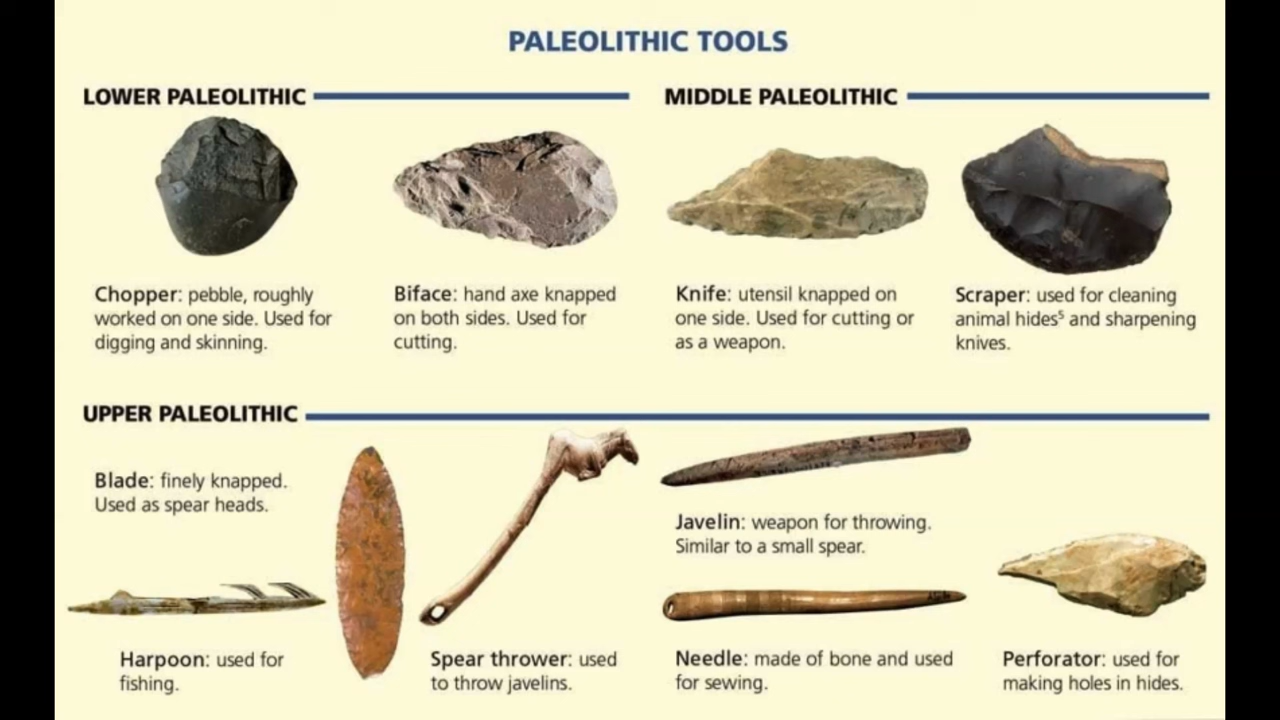 PALEOLITHIC TOOLS
LOWER PALEOLITHIC
Chopper: pebble, roughly
worked on one side. Used for
digging and skinning.
Biface: hand axe knapped
on both sides. Used for
cutting.
MIDDLE PALEOLITHIC
Knife: utensil knapped on
one side. Used for cutting or
as a weapon.
Scraper: used for cleaning
animal hides⁵ and sharpening
knives.
UPPER PALEOLITHIC
Blade: finely knapped.
Used as spear heads.
Harpoon: used for
fishing.
Spear thrower: used
to throw javelins.
Javelin: weapon for throwing.
Similar to a small spear.
Needle: made of bone and used
for sewing.
Perforator: used for
making holes in hides.